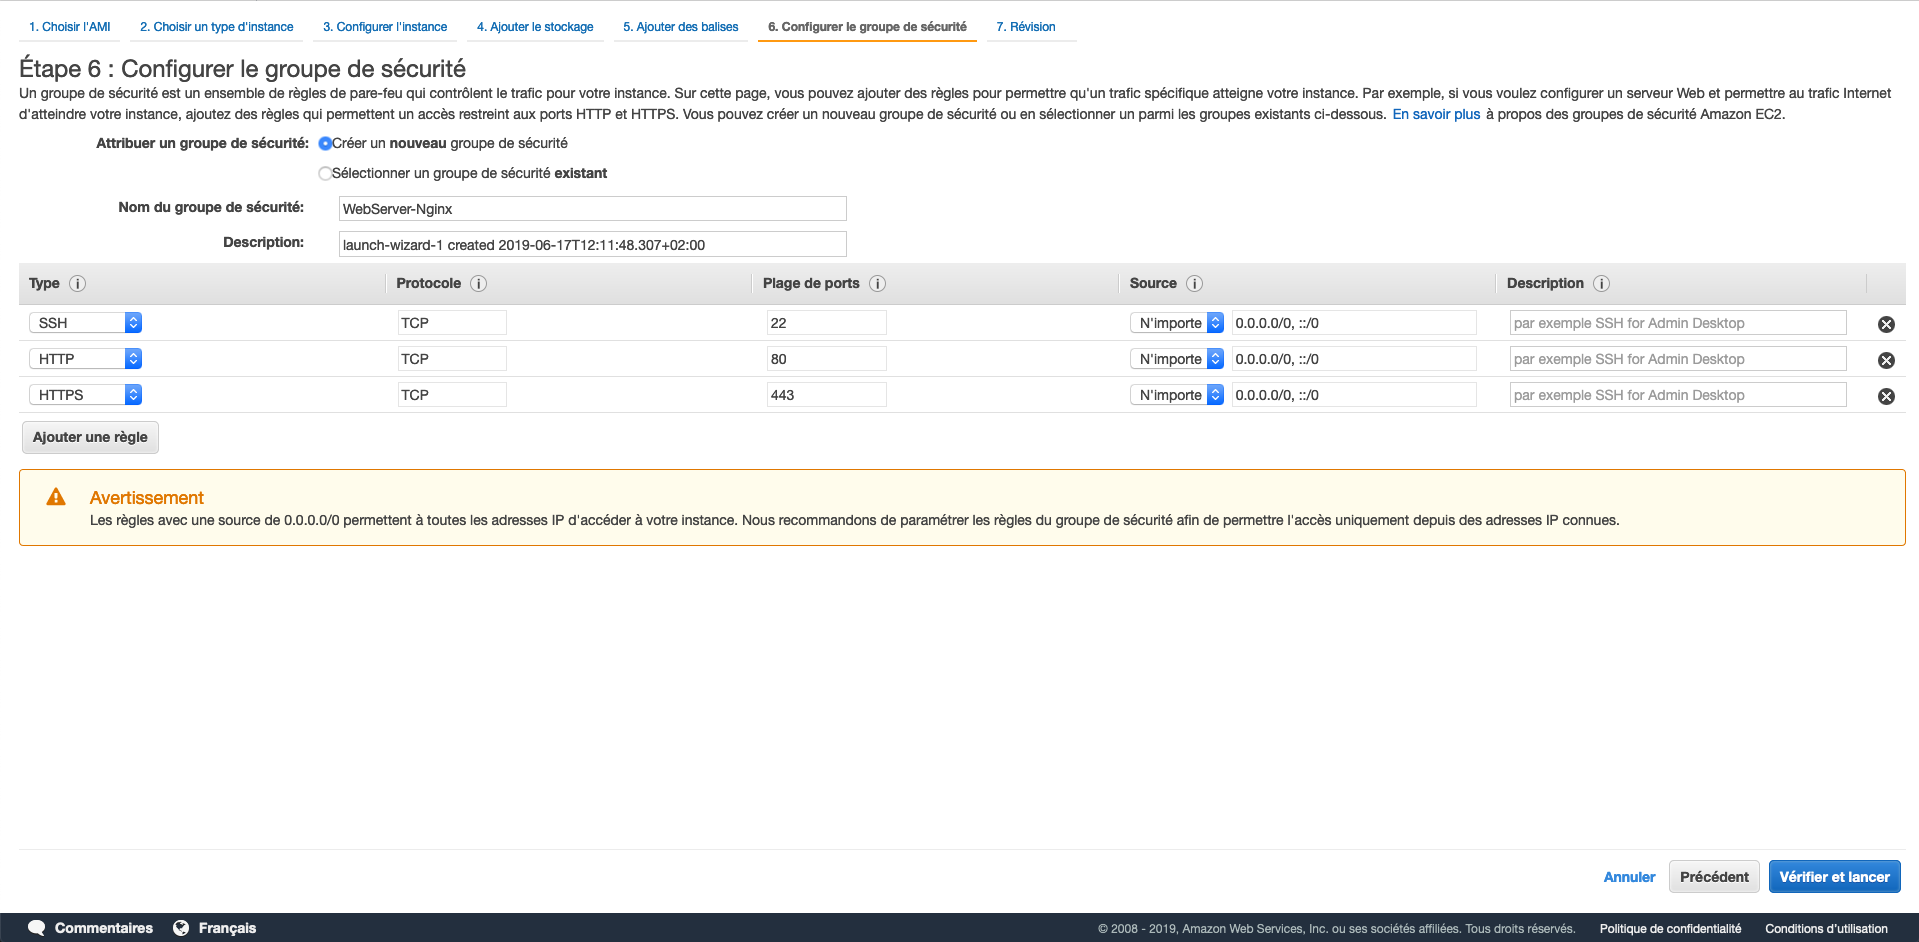 1. Choisir l'AMI 2. Choisir un type d'instance 3. Configurer l'instance 4. Ajouter le stockage 5. Ajouter des balises 6. Configurer le groupe de sécurité 7. Révision
Étape 6 : Configurer le groupe de sécurité
Un groupe de sécurité est un ensemble de règles de pare-feu qui contrôlent le trafic pour votre instance. Sur cette page, vous pouvez ajouter des règles pour permettre qu'un trafic spécifique atteigne votre instance. Par exemple, si vous voulez configurer un serveur Web et permettre au trafic Internet
d'atteindre votre instance, ajoutez des règles qui permettent un accès restreint aux ports HTTP et HTTPS. Vous pouvez créer un nouveau groupe de sécurité ou en sélectionner un parmi les groupes existants ci-dessous. En savoir plus à propos des groupes de sécurité Amazon EC2.
Attribuer un groupe de sécurité: Créer un nouveau groupe de sécurité
Sélectionner un groupe de sécurité existant
Nom du groupe de sécurité: WebServer-Nginx
Description: launch-wizard-1 created 2019-06-17T12:11:48.307+02:00
Type i Protocole i Plage de ports i Source i Description i
SSH TCP 22 N'importe 0.0.0.0/0, ::/0 par exemple SSH for Admin Desktop
HTTP TCP 80 N'importe 0.0.0.0/0, ::/0 par exemple SSH for Admin Desktop
HTTPS TCP 443 N'importe 0.0.0.0/0, ::/0 par exemple SSH for Admin Desktop
Ajouter une règle
Avertissement
Les règles avec une source de 0.0.0.0/0 permettent à toutes les adresses IP d'accéder à votre instance. Nous recommandons de paramétrer les règles du groupe de sécurité afin de permettre l'accès uniquement depuis des adresses IP connues.
Annuler Précédent Vérifier et lancer
Commentaires Français © 2008 - 2019, Amazon Web Services, Inc. ou ses sociétés affiliées. Tous droits réservés. Politique de confidentialité Conditions d'utilisation